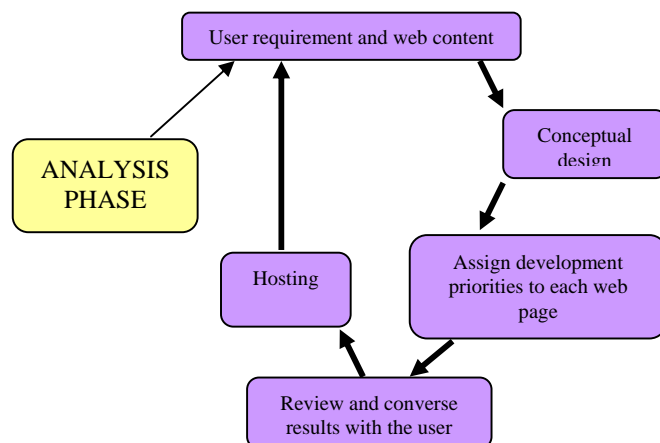 User requirement and web content
Conceptual
design
ANALYSIS
PHASE
Assign development
priorities to each web
page
Hosting
Review and converse
results with the user